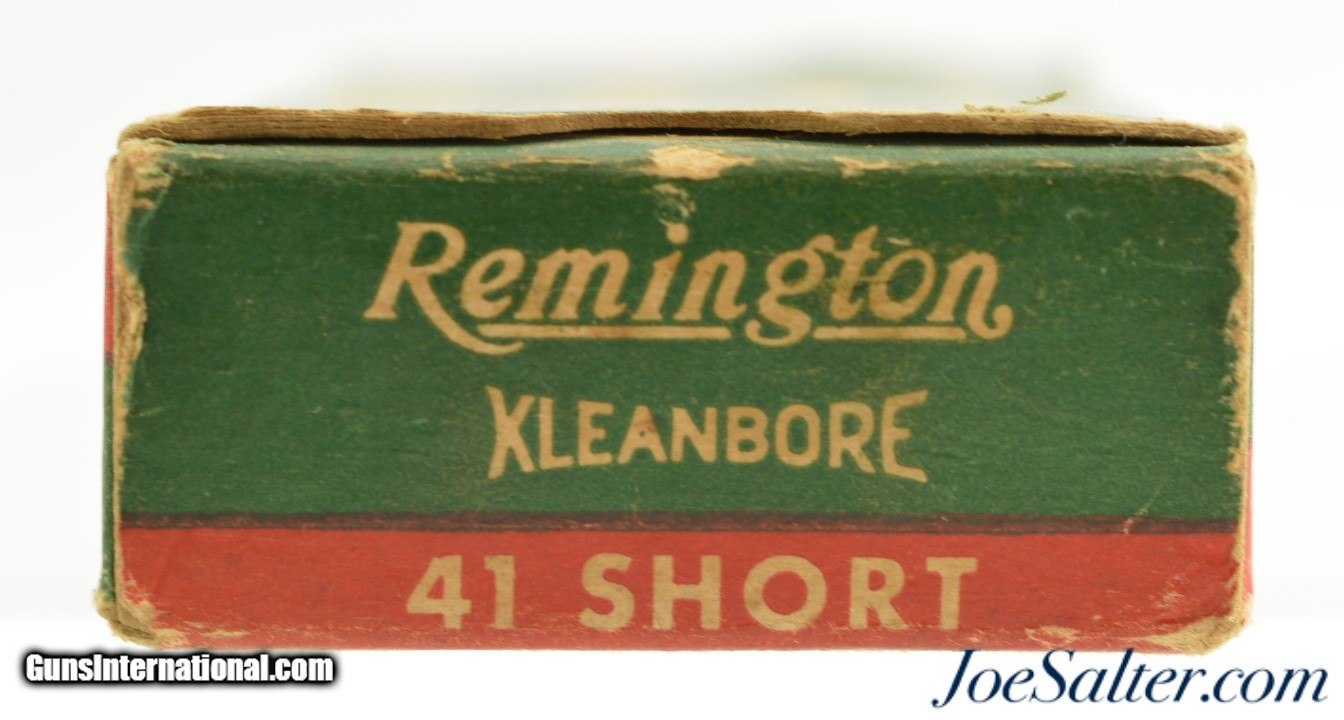 Remington
KLEANBORE
41 SHORT
GunsInternational.com
JoeSalter.com